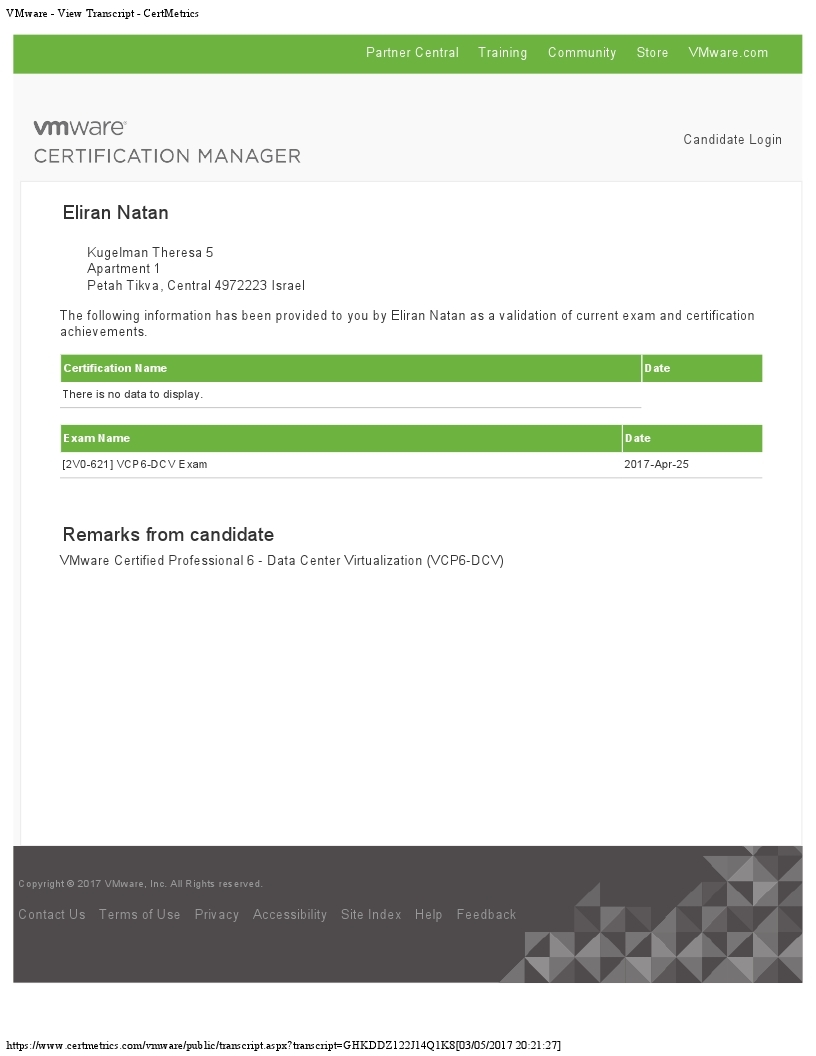 VMware - View Transcript - CertMetrics
Partner Central Training Community Store VMware.com
vmware®
CERTIFICATION MANAGER
Candidate Login
Eliran Natan
Kugelman Theresa 5
Apartment 1
Petah Tikva, Central 4972223 Israel
The following information has been provided to you by Eliran Natan as a validation of current exam and certification
achievements.
Certification Name Date
There is no data to display.
Exam Name Date
[2V0-621] VCP6-DCV Exam 2017-Apr-25
Remarks from candidate
VMware Certified Professional 6 - Data Center Virtualization (VCP6-DCV)
Copyright © 2017 VMware, Inc. All Rights reserved.
Contact Us Terms of Use Privacy Accessibility Site Index Help Feedback
https://www.certmetrics.com/vmware/public/transcript.aspx?transcript=GHKDDZ122J14Q1K8[03/05/2017 20:21:27]